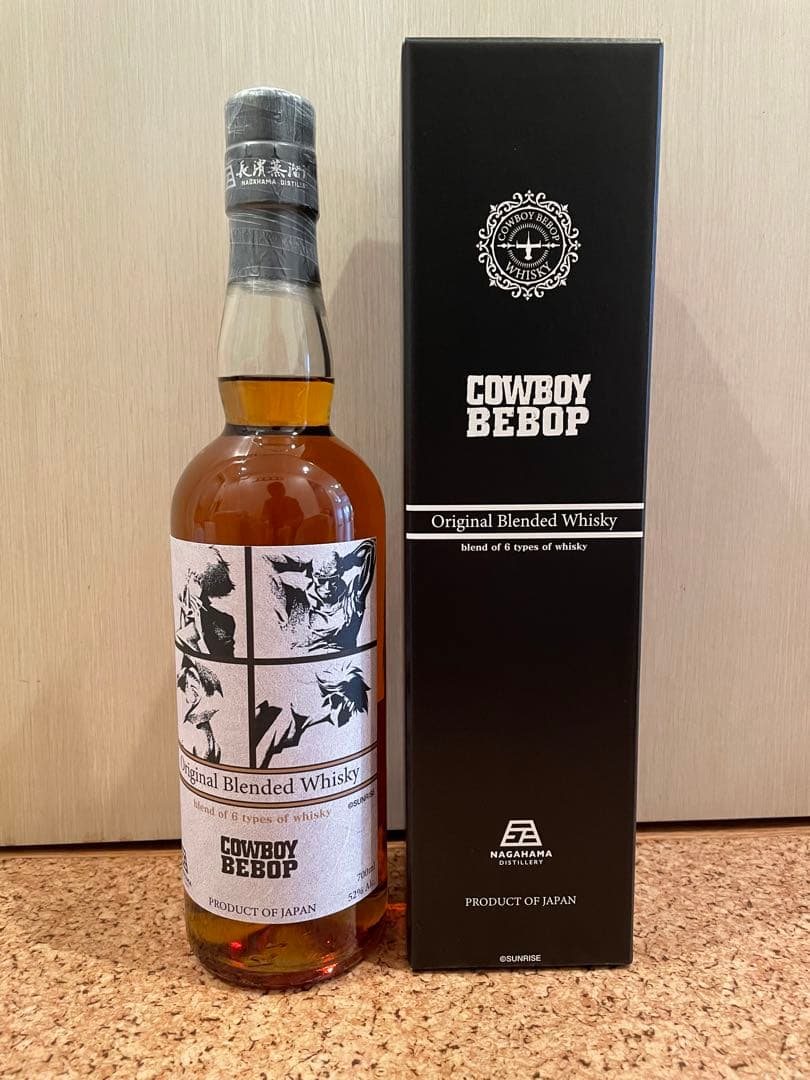 長濱蒸溜
NAGAHAMA DISTILLERY
Original Blended Whisky
blend of 6 types of whisky
©SUNRISE
COWBOY
BEBOP
700ml
52%
PRODUCT OF JAPAN
COWBOY BEBOP
WHISKY
COWBOY
BEBOP
Original Blended Whisky
blend of 6 types of whisky
NAGAHAMA
DISTILLERY
PRODUCT OF JAPAN
©SUNRISE